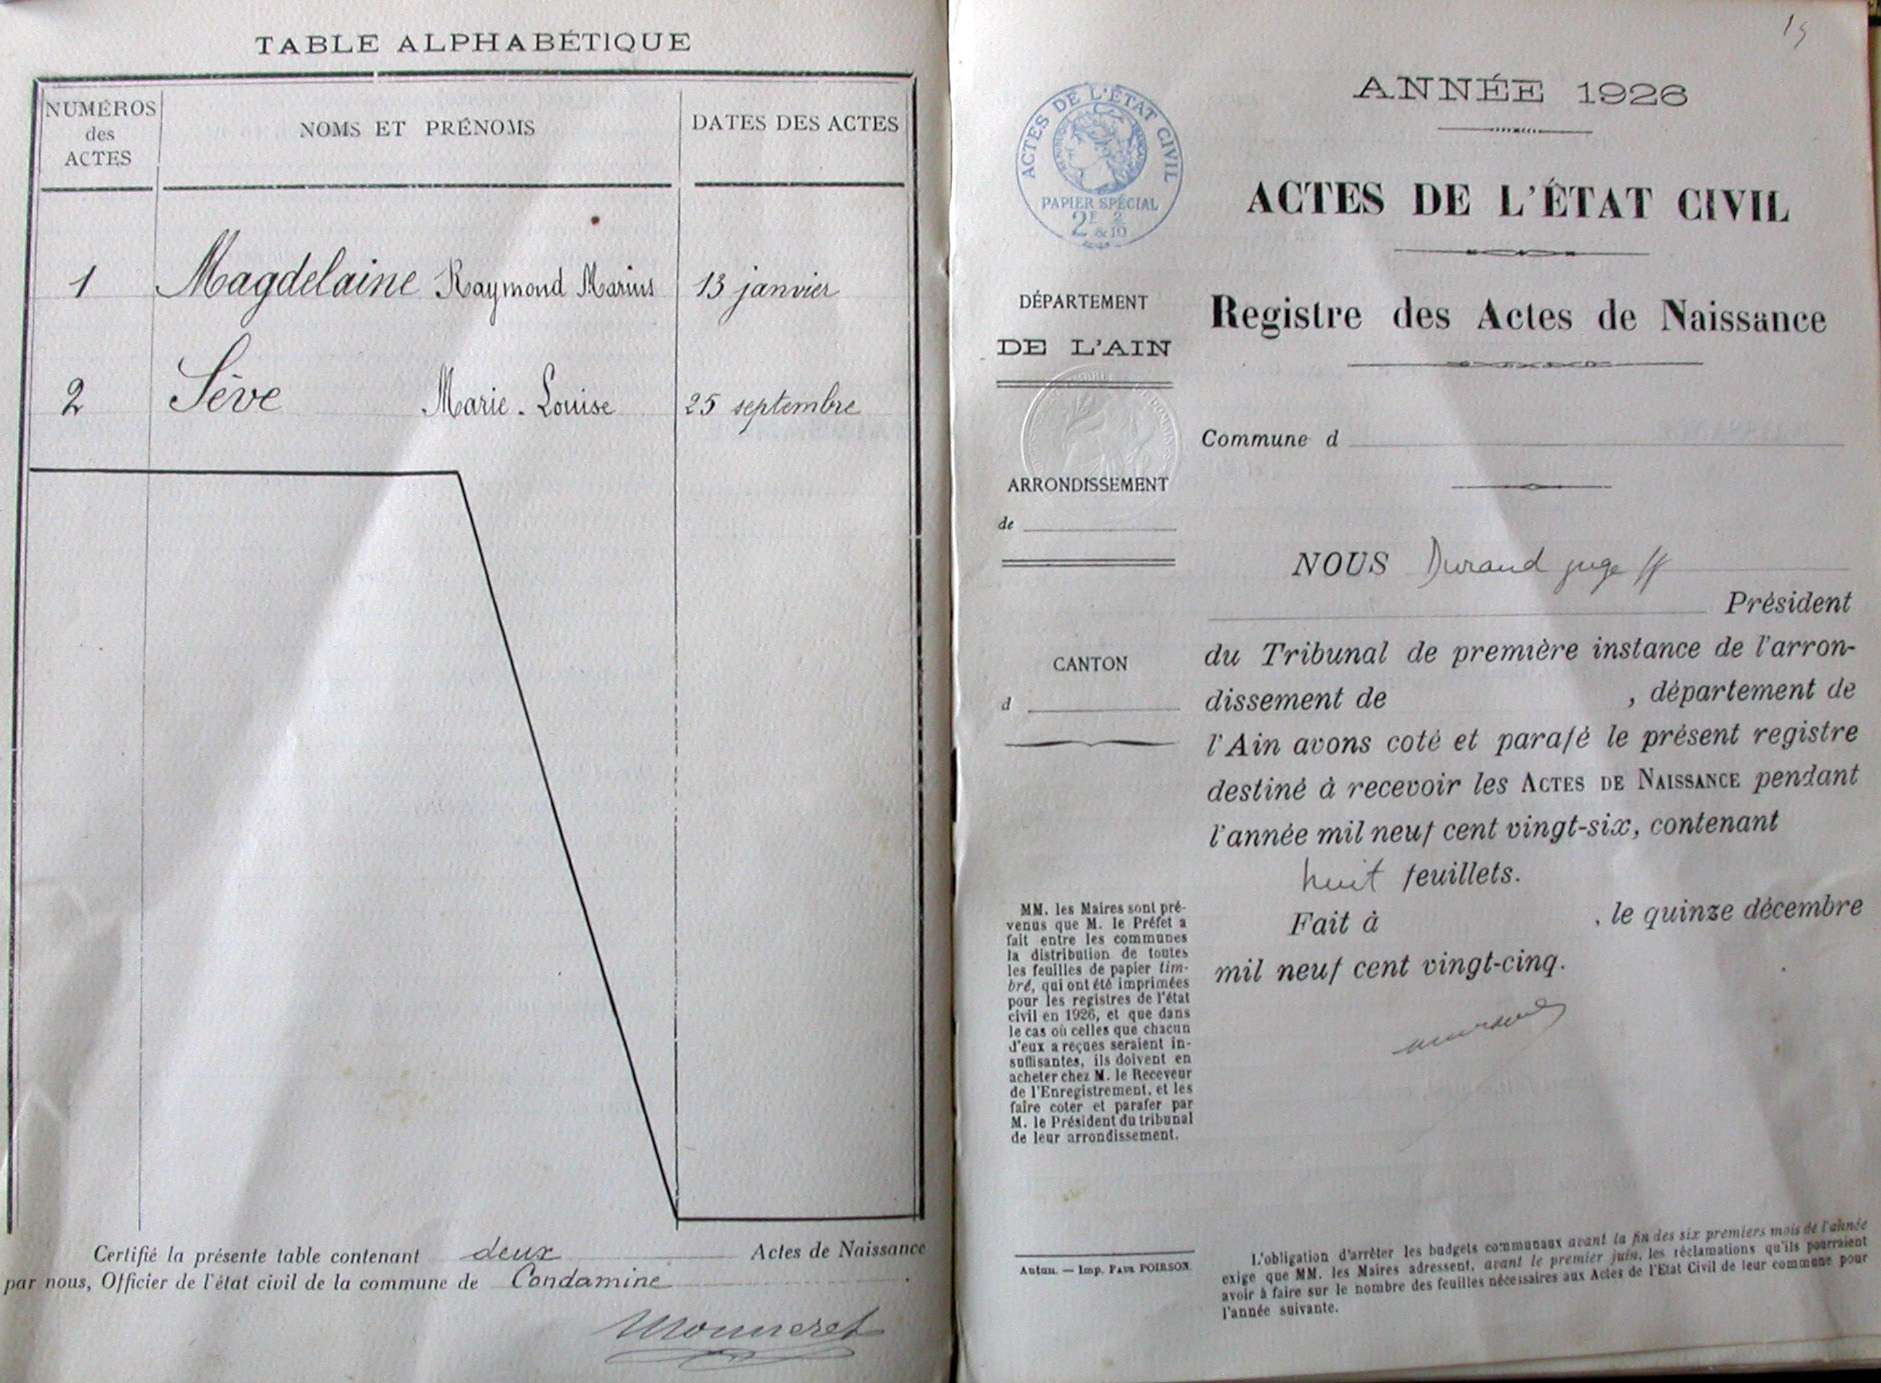 TABLE ALPHABÉTIQUE
NUMÉROS
des
ACTES
NOMS ET PRÉNOMS
DATES DES ACTES
1 Magdelaine Raymond Marius 13 janvier
2 Sève Marie-Louise 25 septembre
Certifié la présente table contenant deux Actes de Naissance
par nous, Officier de l'état civil de la commune de Condamine
Monneret
ANNÉE 1926
ACTES DE L'ÉTAT CIVIL
PAPIER SPÉCIAL
2F 2
&10
ACTES DE L'ÉTAT CIVIL
Registre des Actes de Naissance
DÉPARTEMENT
DE L'AIN
Commune d
ARRONDISSEMENT
de
CANTON
d
NOUS Durand juge ff
Président
du Tribunal de première instance de l'arron-
dissement de , département de
l'Ain avons coté et parafé le présent registre
destiné à recevoir les ACTES DE NAISSANCE pendant
l'année mil neuf cent vingt-six, contenant
huit feuillets.
Fait à , le quinze décembre
mil neuf cent vingt-cinq.
MM. les Maires sont pré-
venus que M. le Préfet a
fait entre les communes
la distribution de toutes
les feuilles de papier tim-
bré, qui ont été imprimées
pour les registres de l'état
civil en 1926, et que dans
le cas où celles que chacun
d'eux a reçues seraient in-
suffisantes, ils doivent en
acheter chez M. le Receveur
de l'Enregistrement, et les
faire coter et parafer par
M. le Président du tribunal
de leur arrondissement.
Autun. — Imp. PAUL POIRSON.
L'obligation d'arrêter les budgets communaux avant la fin des six premiers mois de l'année
exige que MM. les Maires adressent, avant le premier juin, les réclamations qu'ils pourraient
avoir à faire sur le nombre des feuilles nécessaires aux Actes de l'Etat Civil de leur commune pour
l'année suivante.